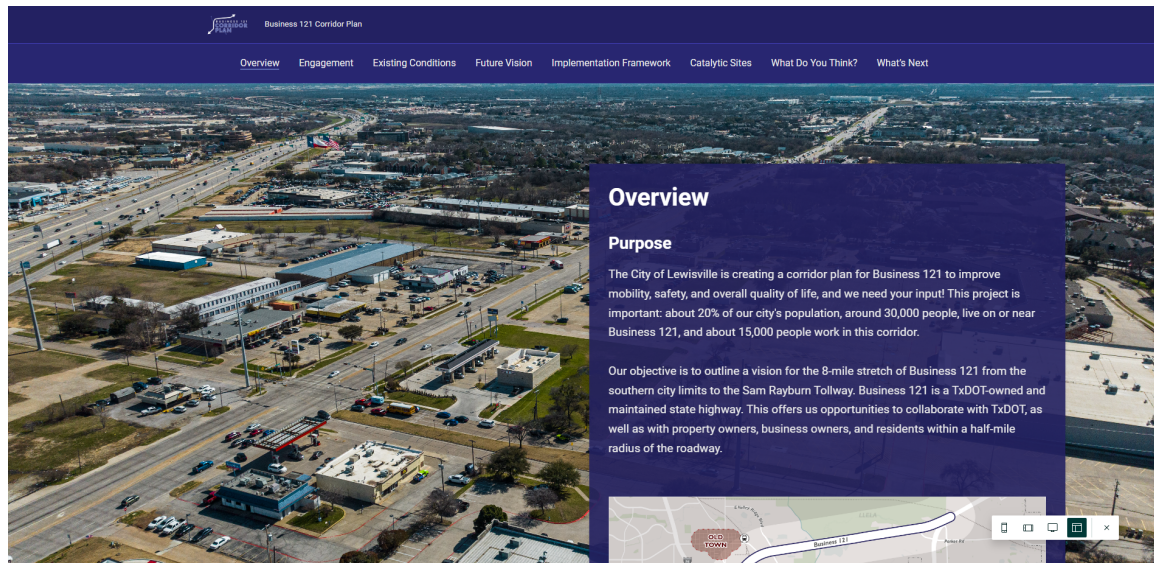 BUSINESS 121
CORRIDOR
PLAN
Business 121 Corridor Plan
Overview
Engagement
Existing Conditions
Future Vision
Implementation Framework
Catalytic Sites
What Do You Think?
What's Next
Overview
Purpose
The City of Lewisville is creating a corridor plan for Business 121 to improve
mobility, safety, and overall quality of life, and we need your input! This project is
important: about 20% of our city's population, around 30,000 people, live on or near
Business 121, and about 15,000 people work in this corridor.
Our objective is to outline a vision for the 8-mile stretch of Business 121 from the
southern city limits to the Sam Rayburn Tollway. Business 121 is a TxDOT-owned and
maintained state highway. This offers us opportunities to collaborate with TxDOT, as
well as with property owners, business owners, and residents within a half-mile
radius of the roadway.
LLELA
OLD
TOWN
Business 121